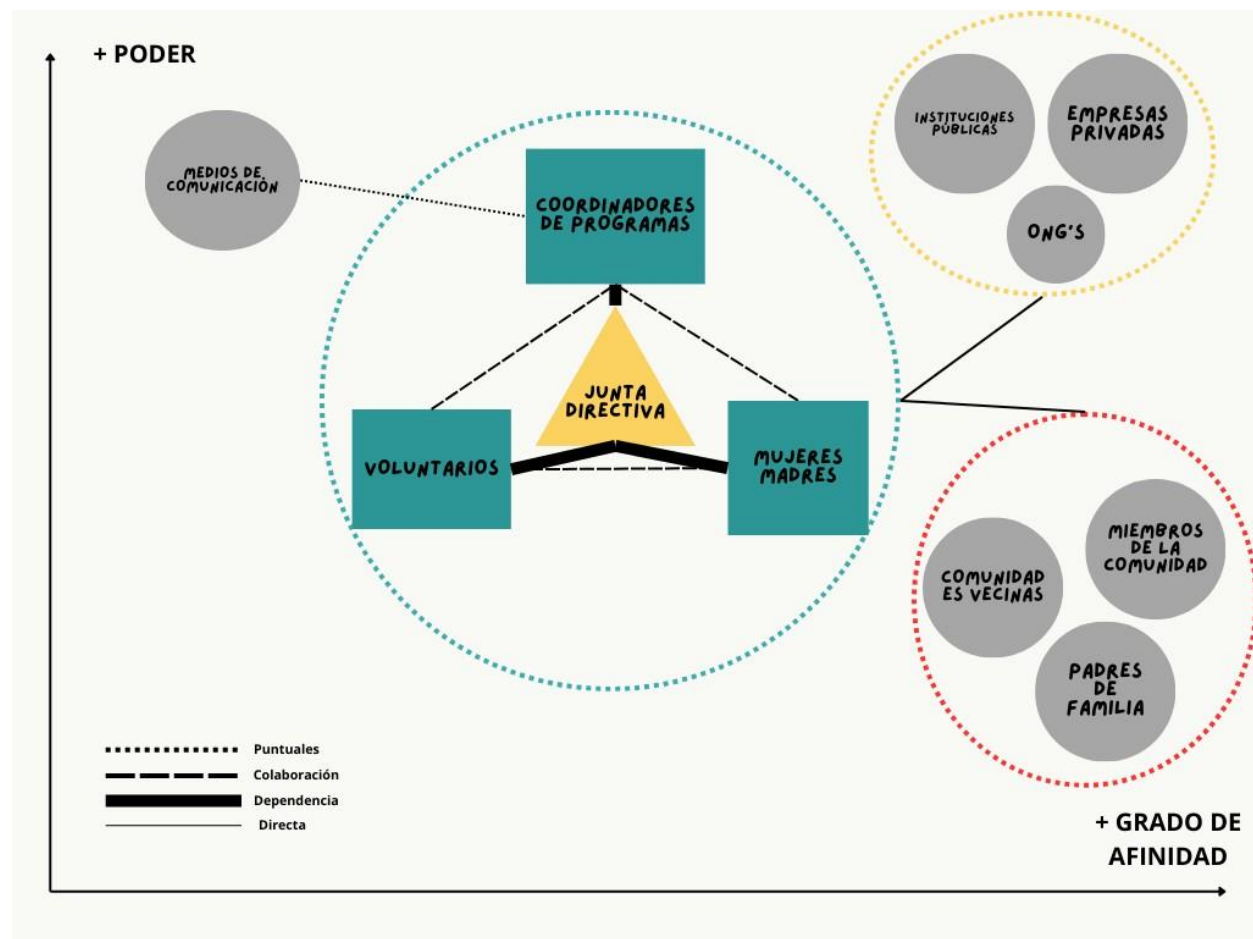 + PODER
MEDIOS DE
COMUNICACIÓN
INSTITUCIONES
PÚBLICAS
EMPRESAS
PRIVADAS
ONG'S
COORDINADORES
DE PROGRAMAS
JUNTA
DIRECTIVA
VOLUNTARIOS
MUJERES
MADRES
COMUNIDAD
ES VECINAS
MIEMBROS
DE LA
COMUNIDAD
PADRES
DE
FAMILIA
Puntuales
Colaboración
Dependencia
Directa
+ GRADO DE
AFINIDAD